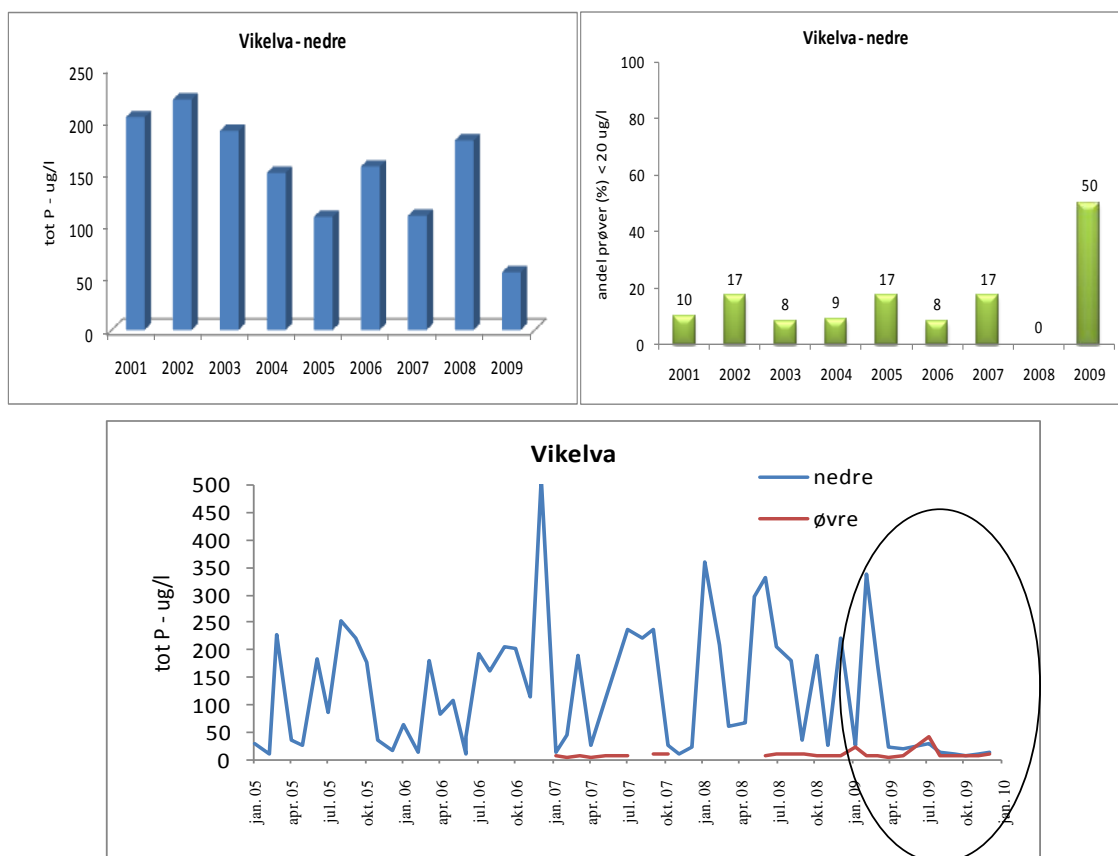 Vikelva - nedre
tot P - ug/l
250
200
150
100
50
0
2001 2002 2003 2004 2005 2006 2007 2008 2009
Vikelva - nedre
andel prøver (%) < 20 ug/l
100
80
60
40
20
0
10 17 8 9 17 8 17 0 50
2001 2002 2003 2004 2005 2006 2007 2008 2009
Vikelva
nedre
øvre
tot P - ug/l
500
450
400
350
300
250
200
150
100
50
0
jan. 05 apr. 05 jul. 05 okt. 05 jan. 06 apr. 06 jul. 06 okt. 06 jan. 07 apr. 07 jul. 07 okt. 07 jan. 08 apr. 08 jul. 08 okt. 08 jan. 09 apr. 09 jul. 09 okt. 09 jan. 10